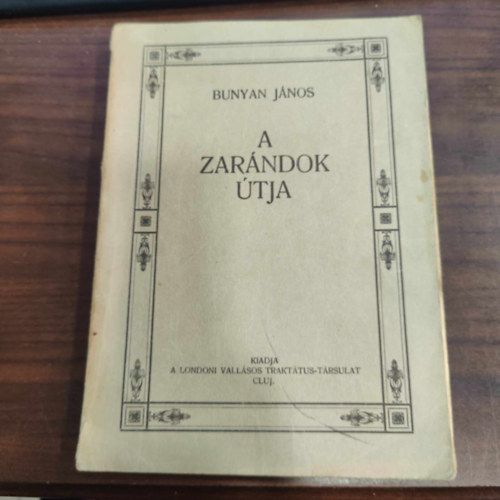 BUNYAN JÁNOS
A
ZARÁNDOK
ÚTJA
KIADJA
A LONDONI VALLÁSOS TRAKTÁTUS-TÁRSULAT
CLUJ.